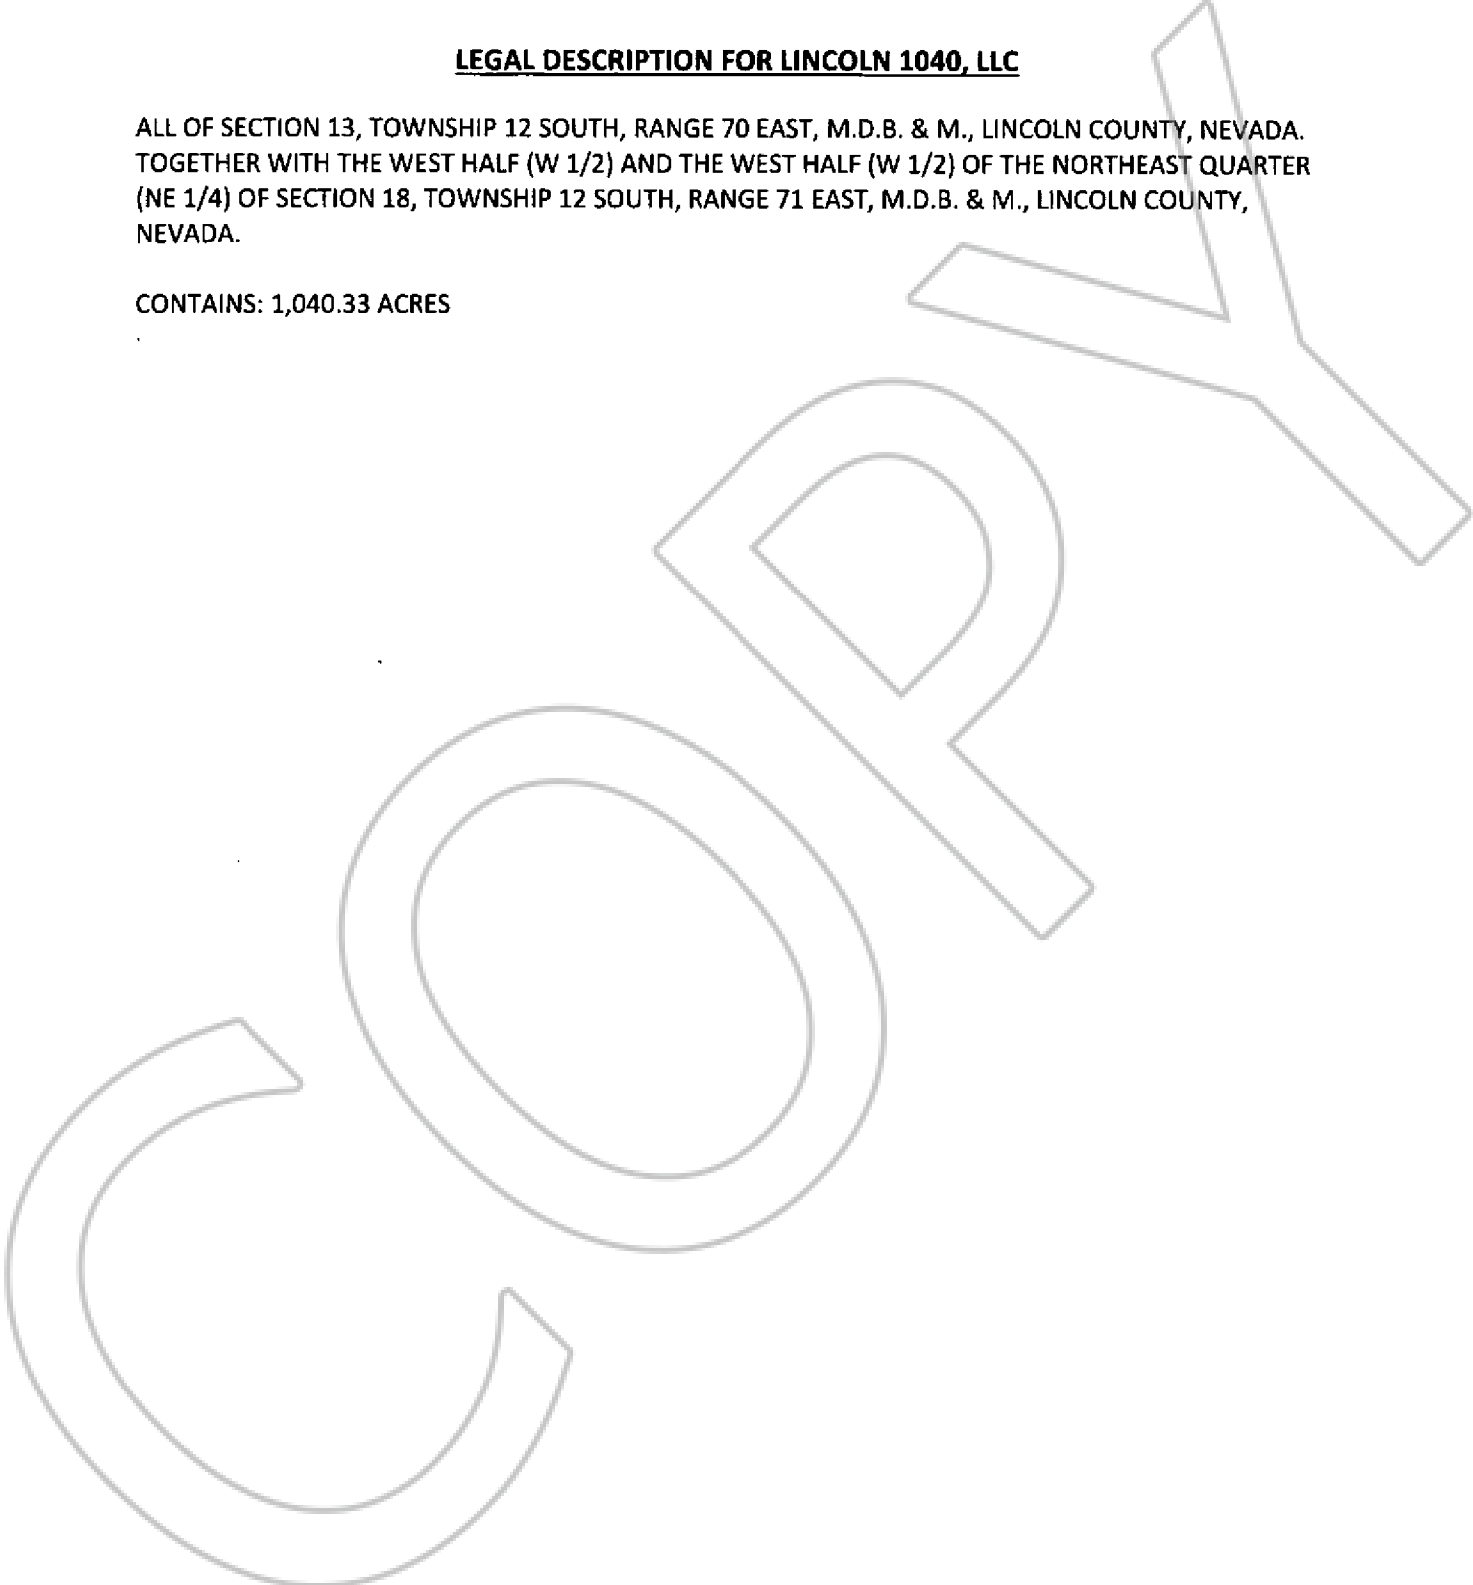 LEGAL DESCRIPTION FOR LINCOLN 1040, LLC
ALL OF SECTION 13, TOWNSHIP 12 SOUTH, RANGE 70 EAST, M.D.B. & M., LINCOLN COUNTY, NEVADA.
TOGETHER WITH THE WEST HALF (W 1/2) AND THE WEST HALF (W 1/2) OF THE NORTHEAST QUARTER
(NE 1/4) OF SECTION 18, TOWNSHIP 12 SOUTH, RANGE 71 EAST, M.D.B. & M., LINCOLN COUNTY,
NEVADA.
CONTAINS: 1,040.33 ACRES
COPY